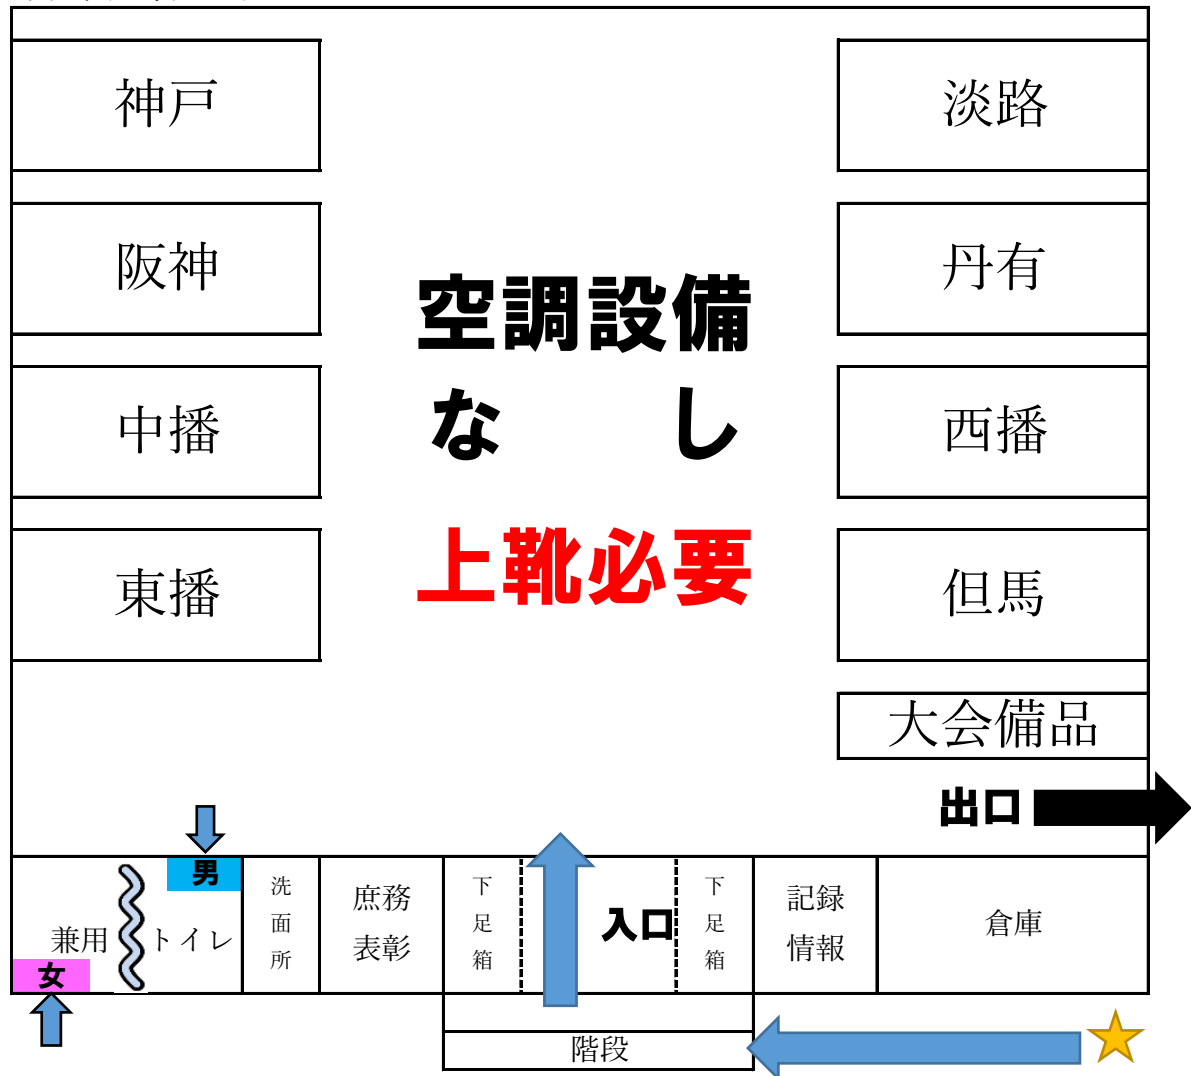 神戸
淡路
阪神
丹有
空調設備
なし
中播
西播
上靴必要
東播
但馬
大会備品
出口
男
女
兼用
トイレ
洗面所
庶務
表彰
下足箱
入口
下足箱
記録
情報
倉庫
階段